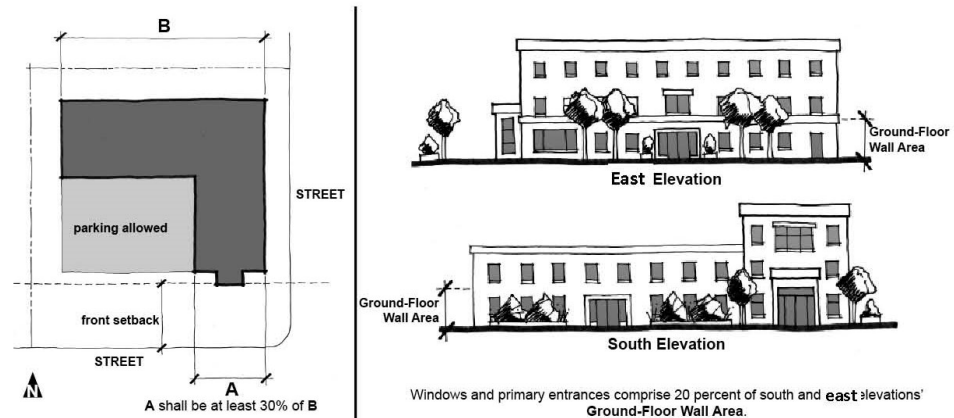 B
STREET
parking allowed
front setback
STREET
A
N
A shall be at least 30% of B
Ground-Floor
Wall Area
East Elevation
Ground-Floor
Wall Area
South Elevation
Windows and primary entrances comprise 20 percent of south and east elevations'
Ground-Floor Wall Area.